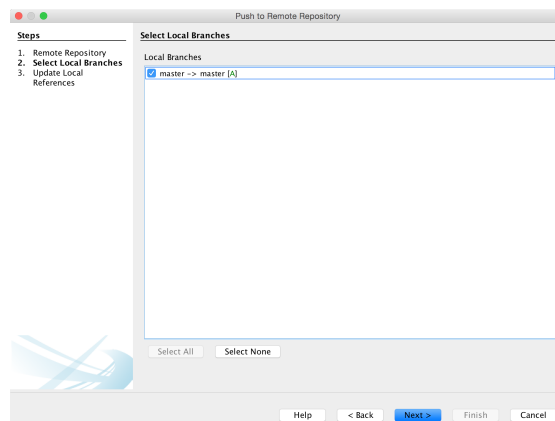 Push to Remote Repository
Steps
1. Remote Repository
2. Select Local Branches
3. Update Local
References
Select Local Branches
Local Branches
master -> master [A]
Select All
Select None
Help
< Back
Next >
Finish
Cancel